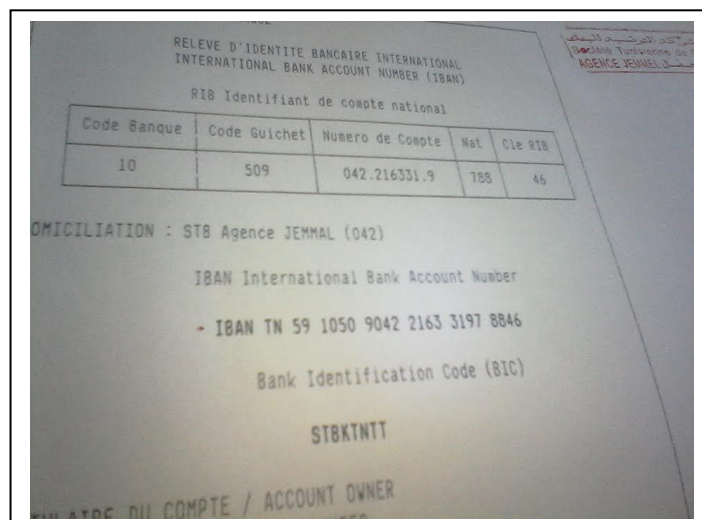 RELEVE D'IDENTITE BANCAIRE INTERNATIONAL
INTERNATIONAL BANK ACCOUNT NUMBER (IBAN)
Société Tunisienne de
AGENCE JEMMEL
RIB Identifiant de compte national
Code Banque Code Guichet Numero de Compte Nat Cle RIB
10 509 042.216331.9 788 46
OMICILIATION : STB Agence JEMMAL (042)
IBAN International Bank Account Number
- IBAN TN 59 1050 9042 2163 3197 8846
Bank Identification Code (BIC)
STBKTNTT
TULAIRE DU COMPTE / ACCOUNT OWNER